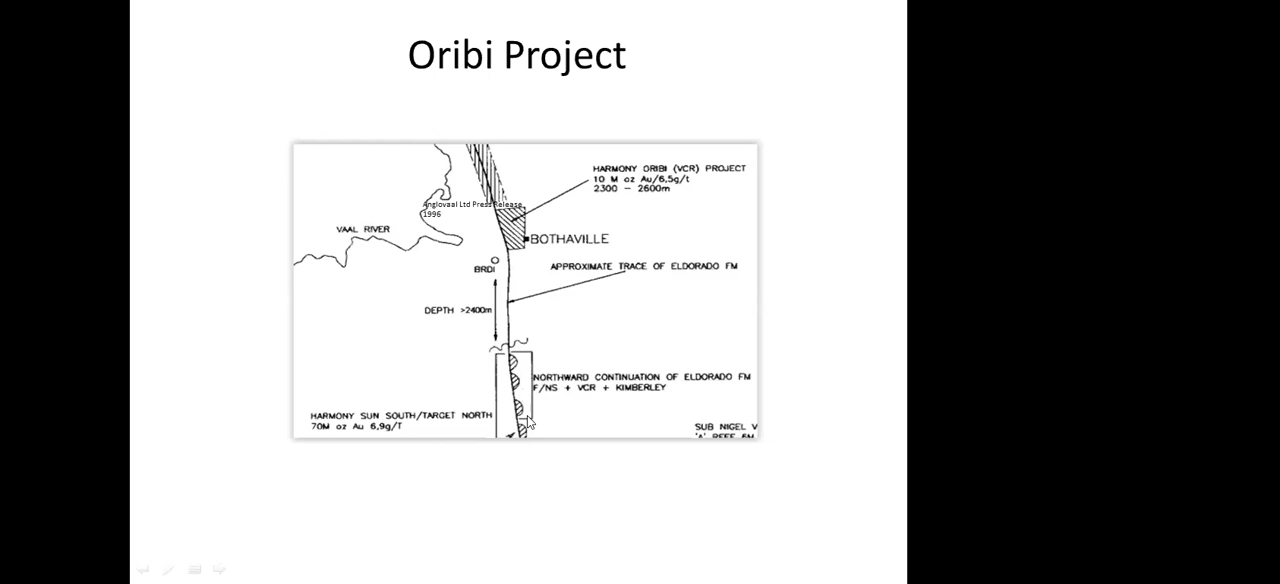 Oribi Project
HARMONY ORIBI (VCR) PROJECT
10 M oz Au/6,5g/t
2300 - 2600m
Anglovaal Ltd Press Release
1996
VAAL RIVER
BOTHAVILLE
BRDI
APPROXIMATE TRACE OF ELDORADO FM
DEPTH >2400m
NORTHWARD CONTINUATION OF ELDORADO FM
F/NS + VCR + KIMBERLEY
HARMONY SUN SOUTH/TARGET NORTH
70M oz Au 6,9g/T
SUB NIGEL V
'A' REEF